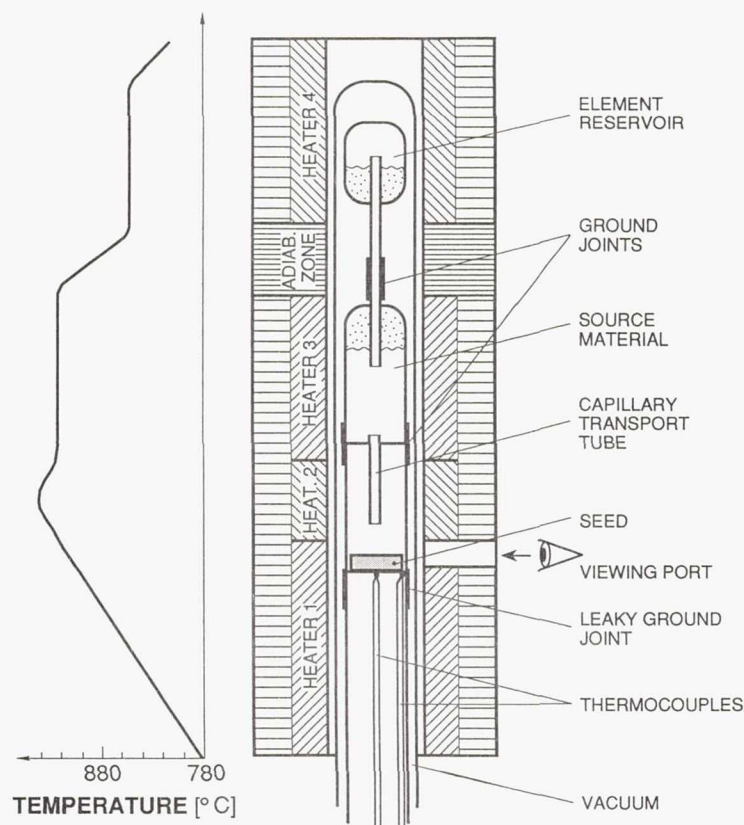 ELEMENT
RESERVOIR
GROUND
JOINTS
SOURCE
MATERIAL
CAPILLARY
TRANSPORT
TUBE
SEED
VIEWING PORT
LEAKY GROUND
JOINT
THERMOCOUPLES
VACUUM
HEATER 4
ADIAB.
ZONE
HEATER 3
HEAT. 2
HEATER 1
880 780
TEMPERATURE [° C]